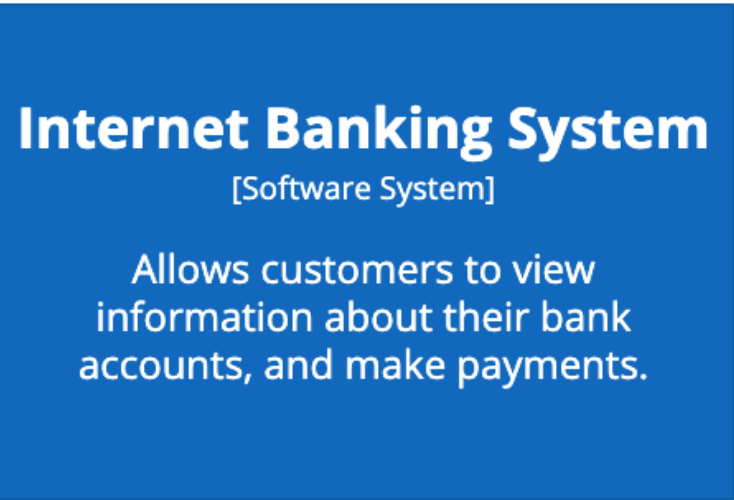 Internet Banking System
[Software System]
Allows customers to view
information about their bank
accounts, and make payments.